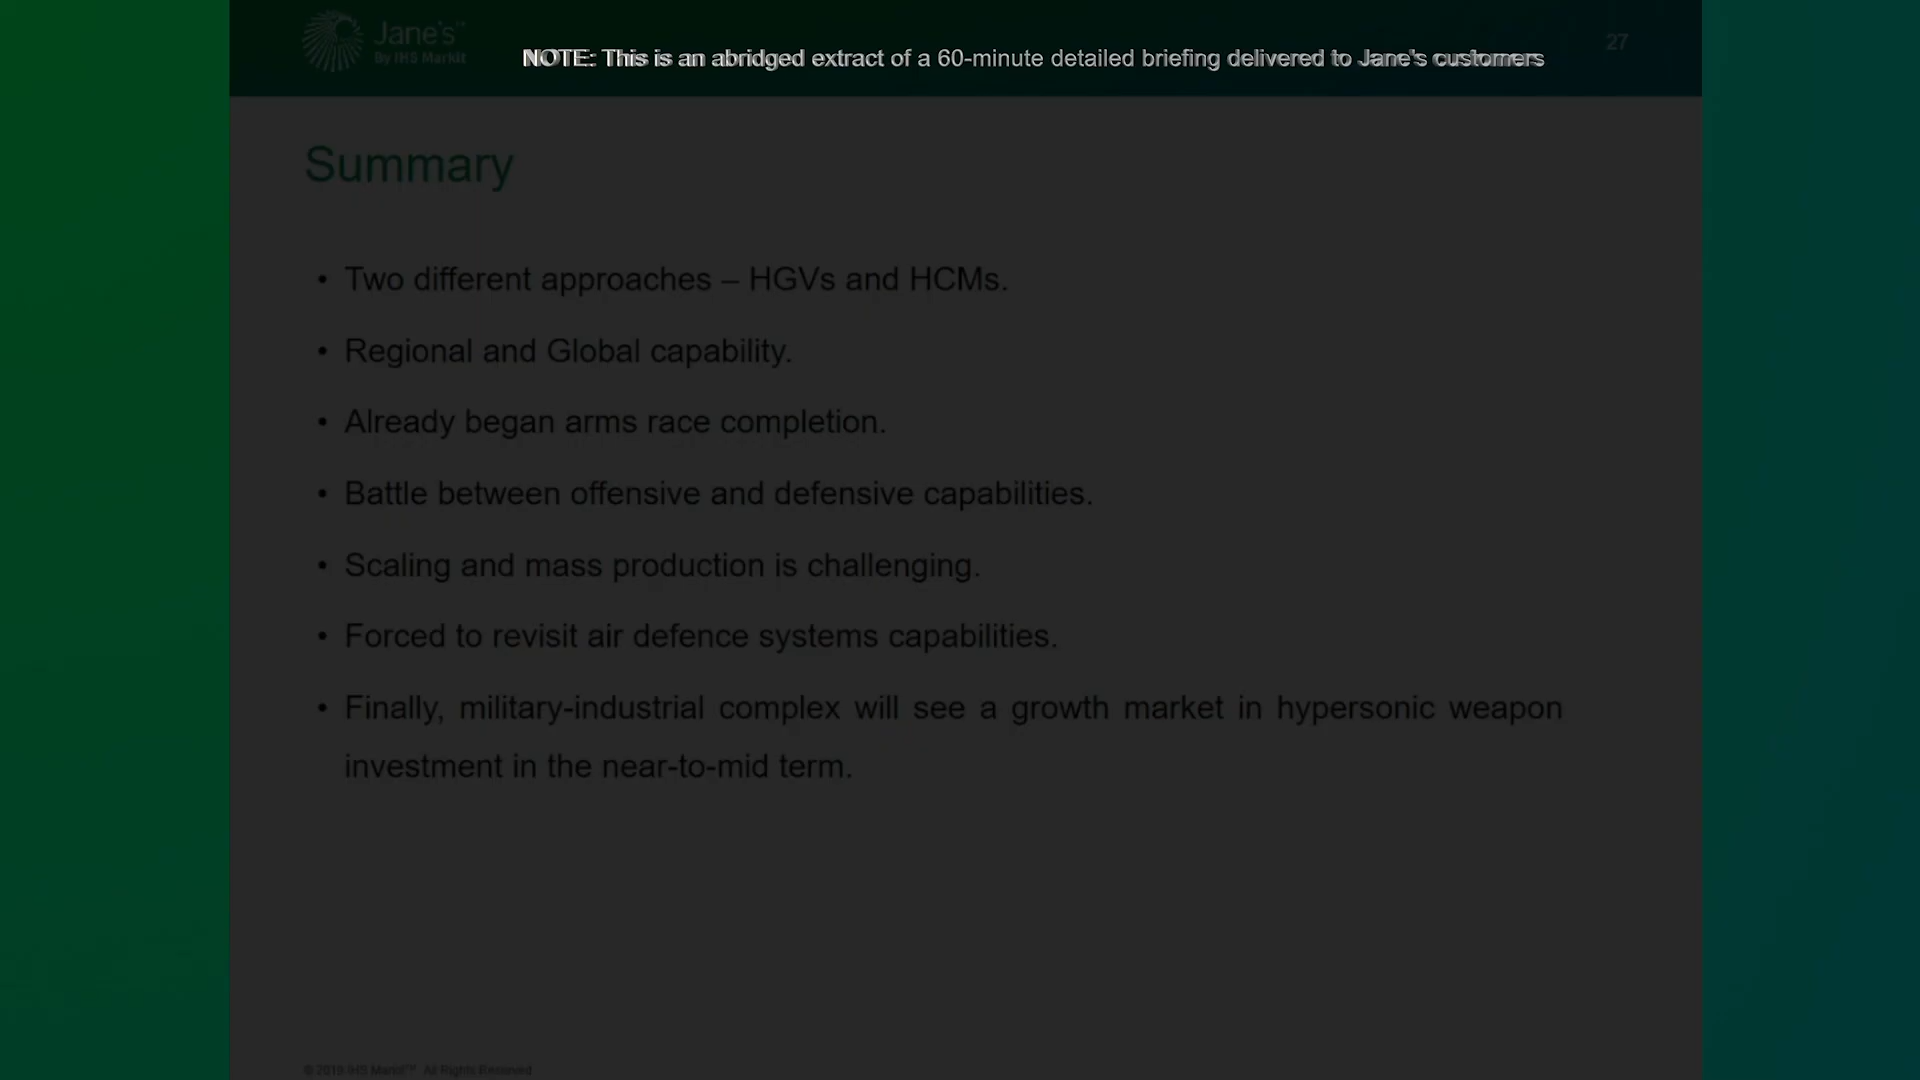 Jane's™
By IHS Markit
NOTE: This is an abridged extract of a 60-minute detailed briefing delivered to Jane's customers
27
Summary
• Two different approaches – HGVs and HCMs.
• Regional and Global capability.
• Already began arms race completion.
• Battle between offensive and defensive capabilities.
• Scaling and mass production is challenging.
• Forced to revisit air defence systems capabilities.
• Finally, military-industrial complex will see a growth market in hypersonic weapon
investment in the near-to-mid term.
© 2019 IHS Markit™. All Rights Reserved